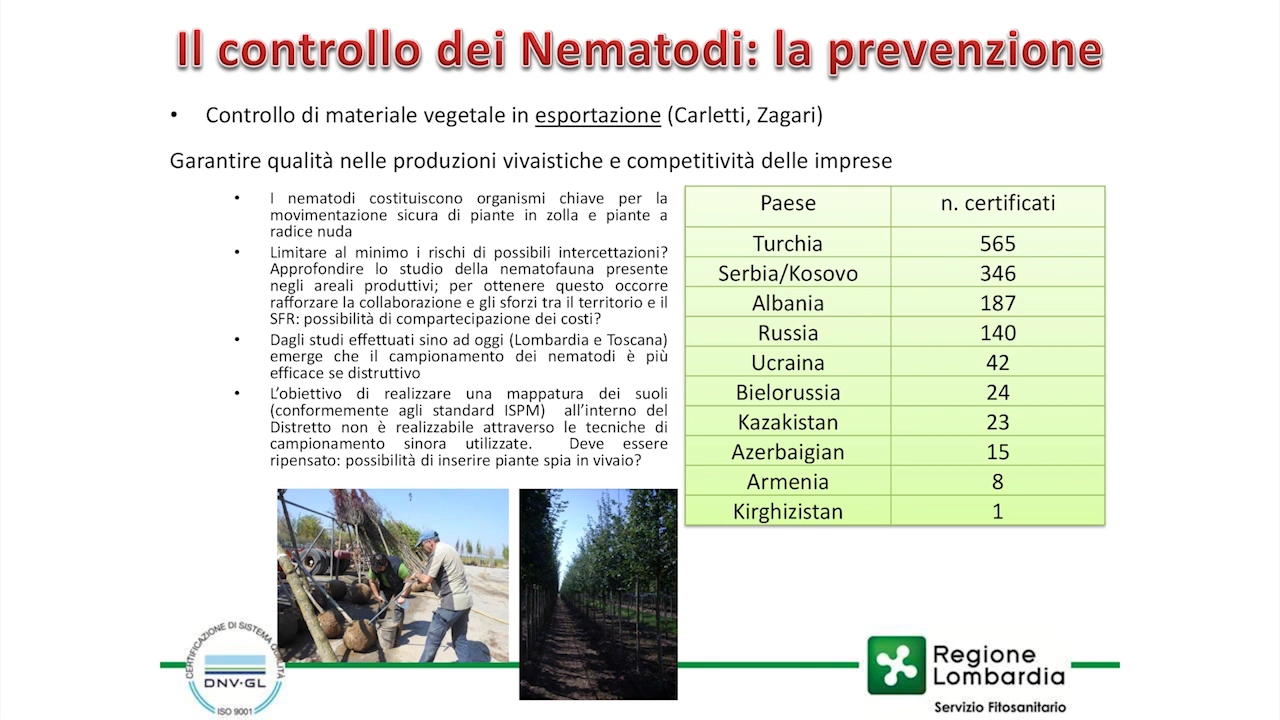 Il controllo dei Nematodi: la prevenzione
• Controllo di materiale vegetale in esportazione (Carletti, Zagari)
Garantire qualità nelle produzioni vivaistiche e competitività delle imprese
• I nematodi costituiscono organismi chiave per la
movimentazione sicura di piante in zolla e piante a
radice nuda
• Limitare al minimo i rischi di possibili intercettazioni?
Approfondire lo studio della nematofauna presente
negli areali produttivi; per ottenere questo occorre
rafforzare la collaborazione e gli sforzi tra il territorio e il
SFR: possibilità di compartecipazione dei costi?
• Dagli studi effettuati sino ad oggi (Lombardia e Toscana)
emerge che il campionamento dei nematodi è più
efficace se distruttivo
• L'obiettivo di realizzare una mappatura dei suoli
(conformemente agli standard ISPM) all'interno del
Distretto non è realizzabile attraverso le tecniche di
campionamento sinora utilizzate. Deve essere
ripensato: possibilità di inserire piante spia in vivaio?
Paese n. certificati
Turchia 565
Serbia/Kosovo 346
Albania 187
Russia 140
Ucraina 42
Bielorussia 24
Kazakistan 23
Azerbaigian 15
Armenia 8
Kirghizistan 1
CERTIFICAZIONE DI SISTEMA QUALITÀ
DNV·GL
ISO 9001
Regione
Lombardia
Servizio Fitosanitario